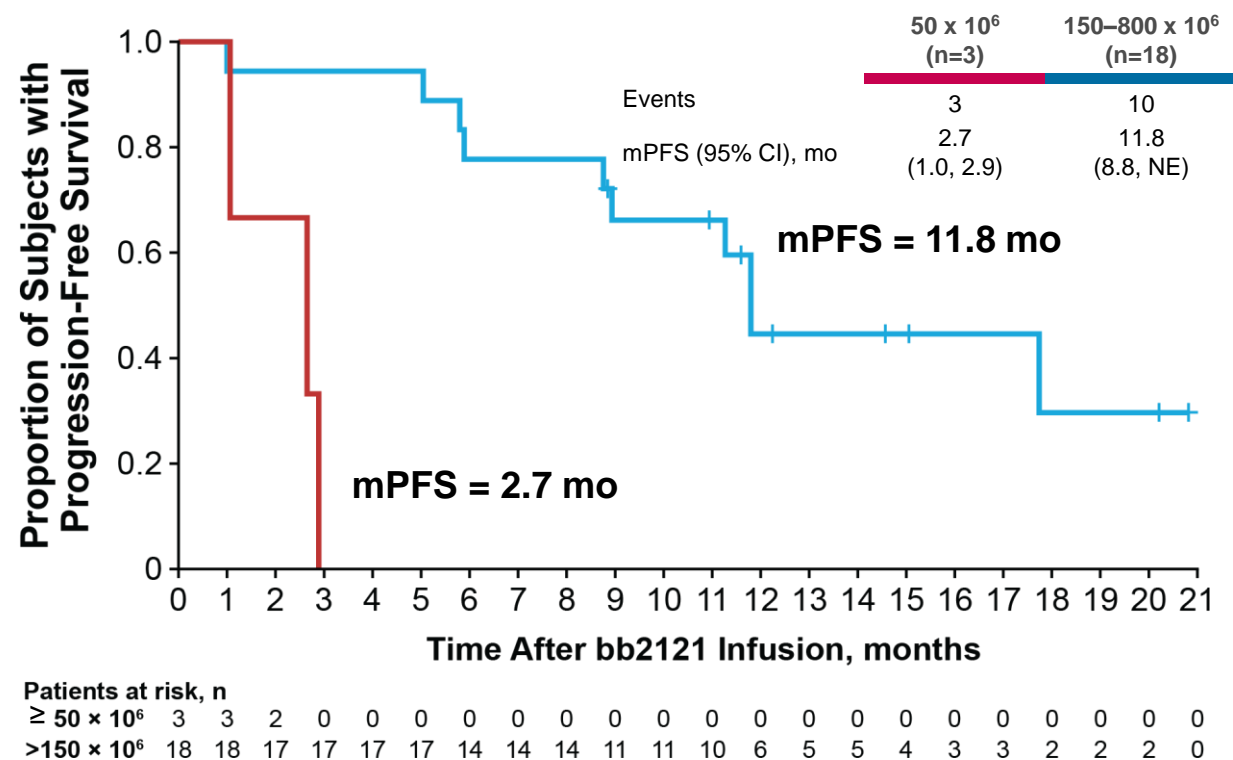 50 x 10⁶ 150–800 x 10⁶
(n=3) (n=18)
Events 3 10
mPFS (95% CI), mo 2.7 11.8
(1.0, 2.9) (8.8, NE)
Proportion of Subjects with
Progression-Free Survival
1.0
0.8
0.6
0.4
0.2
0
mPFS = 11.8 mo
mPFS = 2.7 mo
0 1 2 3 4 5 6 7 8 9 10 11 12 13 14 15 16 17 18 19 20 21
Time After bb2121 Infusion, months
Patients at risk, n
≥ 50 × 10⁶ 3 3 2 0 0 0 0 0 0 0 0 0 0 0 0 0 0 0 0 0 0 0
>150 × 10⁶ 18 18 17 17 17 17 14 14 14 11 11 10 6 5 5 4 3 3 2 2 2 0